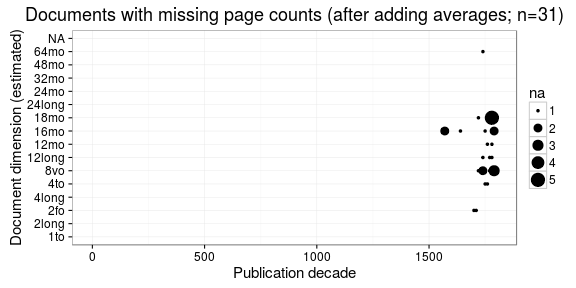 Documents with missing page counts (after adding averages; n=31)
Document dimension (estimated)
NA
64mo
48mo
32mo
24mo
24long
18mo
16mo
12mo
12long
8vo
4to
4long
2fo
2long
1to
0 500 1000 1500
Publication decade
na
1
2
3
4
5